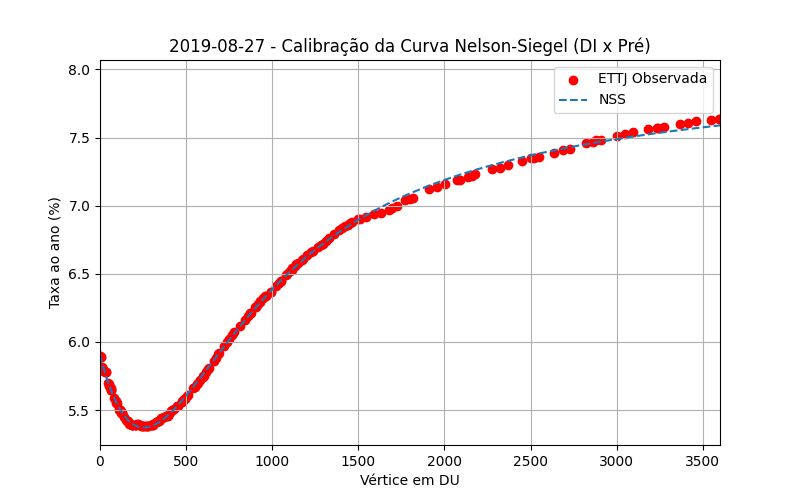 2019-08-27 - Calibração da Curva Nelson-Siegel (DI x Pré)
ETTJ Observada
NSS
Taxa ao ano (%)
8.0
7.5
7.0
6.5
6.0
5.5
0 500 1000 1500 2000 2500 3000 3500
Vértice em DU